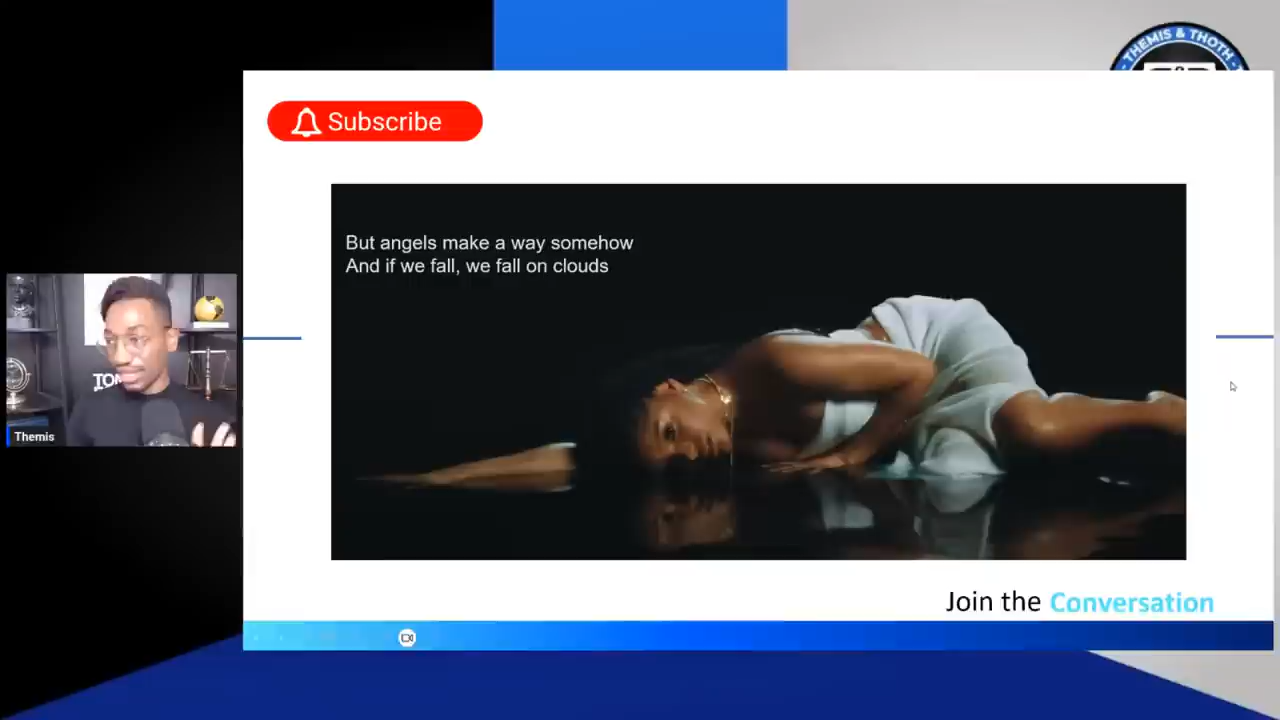 THEMIS & THOTH
Subscribe
But angels make a way somehow
And if we fall, we fall on clouds
Themis
Join the Conversation